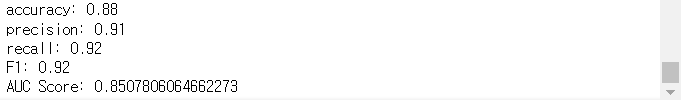 accuracy: 0.88
precision: 0.91
recall: 0.92
F1: 0.92
AUC Score: 0.8507806064662273